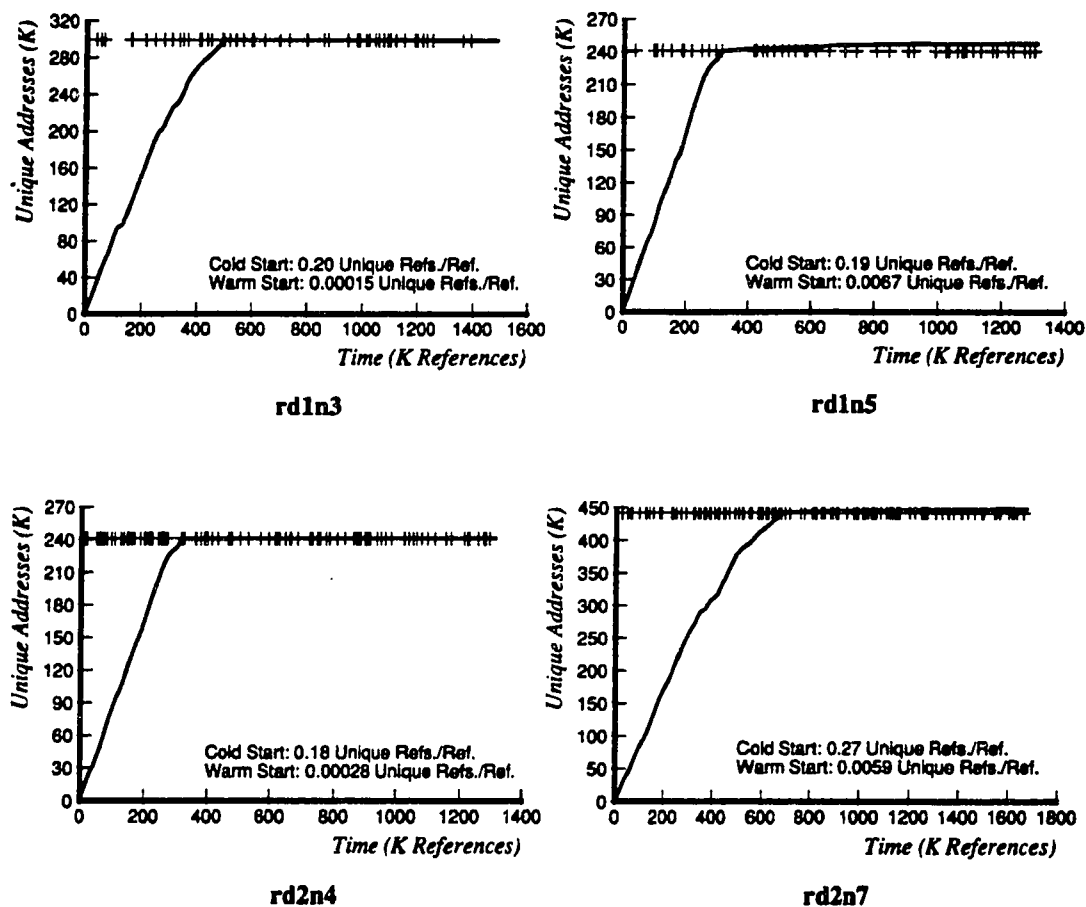 320
280
240
200
160
120
80
40
0
Unique Addresses (K)
Cold Start: 0.20 Unique Refs./Ref.
Warm Start: 0.00015 Unique Refs./Ref.
0 200 400 600 800 1000 1200 1400 1600
Time (K References)
rd1n3
270
240
210
180
150
120
90
60
30
0
Unique Addresses (K)
Cold Start: 0.19 Unique Refs./Ref.
Warm Start: 0.0067 Unique Refs./Ref.
0 200 400 600 800 1000 1200 1400
Time (K References)
rd1n5
270
240
210
180
150
120
90
60
30
0
Unique Addresses (K)
Cold Start: 0.18 Unique Refs./Ref.
Warm Start: 0.00028 Unique Refs./Ref.
0 200 400 600 800 1000 1200 1400
Time (K References)
rd2n4
450
400
350
300
250
200
150
100
50
0
Unique Addresses (K)
Cold Start: 0.27 Unique Refs./Ref.
Warm Start: 0.0059 Unique Refs./Ref.
0 200 400 600 800 1000 1200 1400 1600 1800
Time (K References)
rd2n7